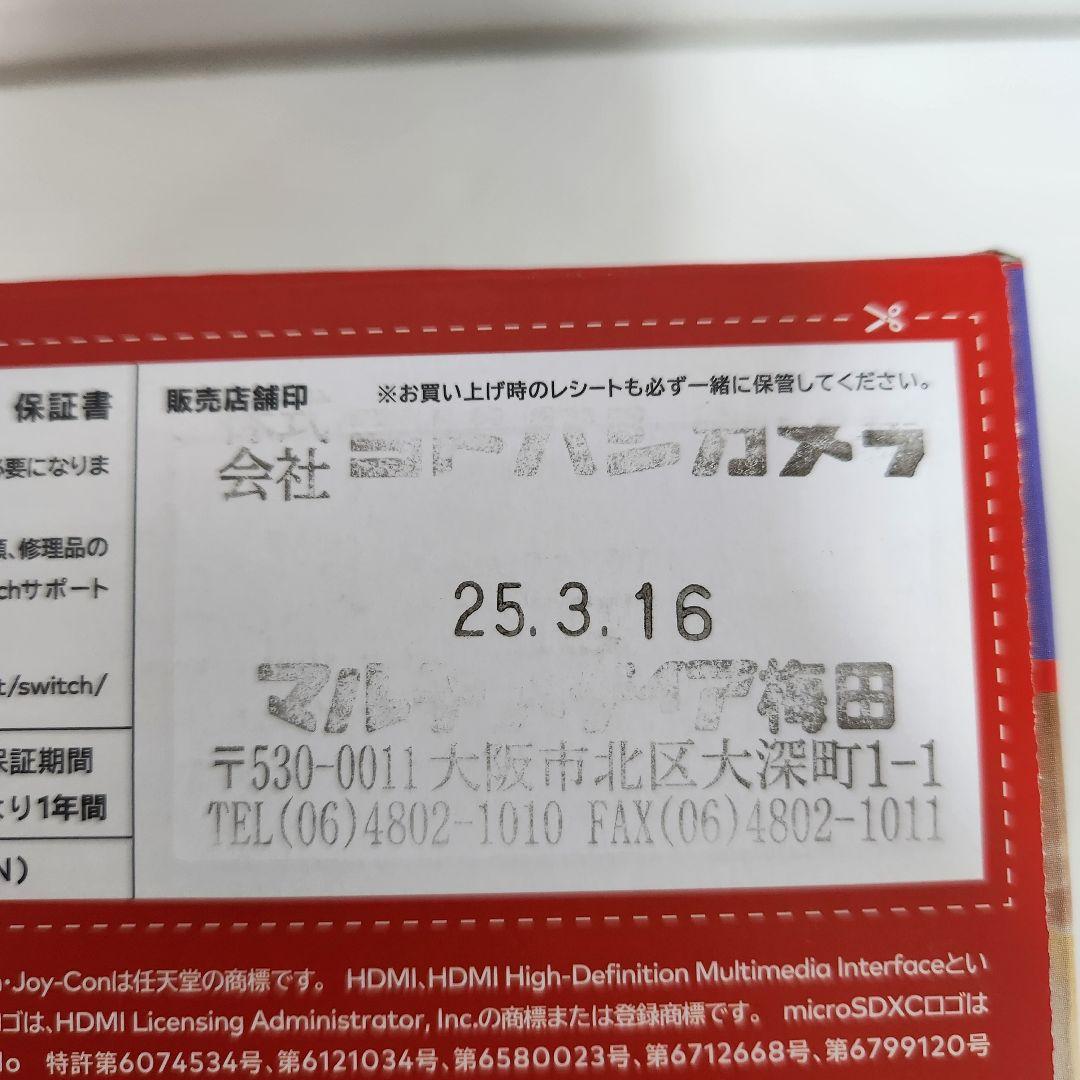 保証書
必要になりま
、修理品の
chサポート
t/switch/
保証期間
より1年間
N)
販売店舗印
※お買い上げ時のレシートも必ず一緒に保管してください。
株式
会社 ヨドバシカメラ
25.3.16
マルチメディア梅田
〒530-0011大阪市北区大深町1-1
TEL(06)4802-1010 FAX(06)4802-1011
・Joy-Conは任天堂の商標です。 HDMI、HDMI High-Definition Multimedia Interfaceとい
ゴは、HDMI Licensing Administrator, Inc.の商標または登録商標です。 microSDXCロゴは
do 特許第6074534号、第6121034号、第6580023号、第6712668号、第6799120号